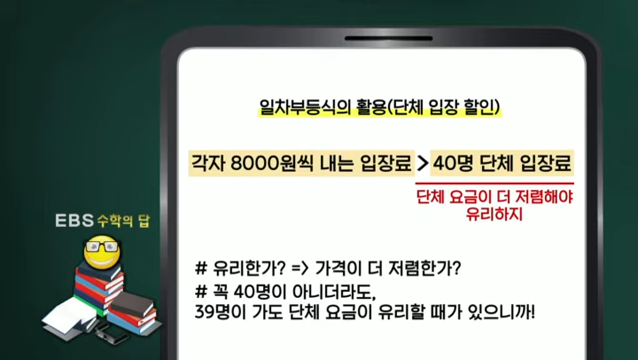 일차부등식의 활용(단체 입장 할인)
각자 8000원씩 내는 입장료 > 40명 단체 입장료
단체 요금이 더 저렴해야
유리하지
EBS 수학의 답
# 유리한가? => 가격이 더 저렴한가?
# 꼭 40명이 아니더라도,
39명이 가도 단체 요금이 유리할 때가 있으니까!